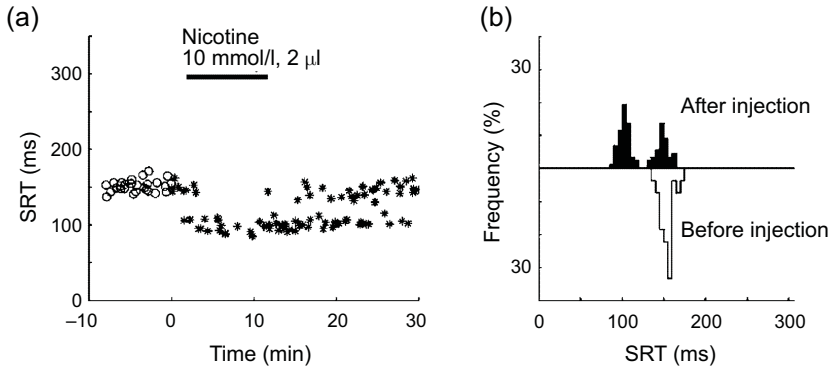 (a)
Nicotine
10 mmol/l, 2 μl
300
200
100
0
SRT (ms)
–10 0 10 20 30
Time (min)
(b)
30
30
Frequency (%)
After injection
Before injection
0 100 200 300
SRT (ms)